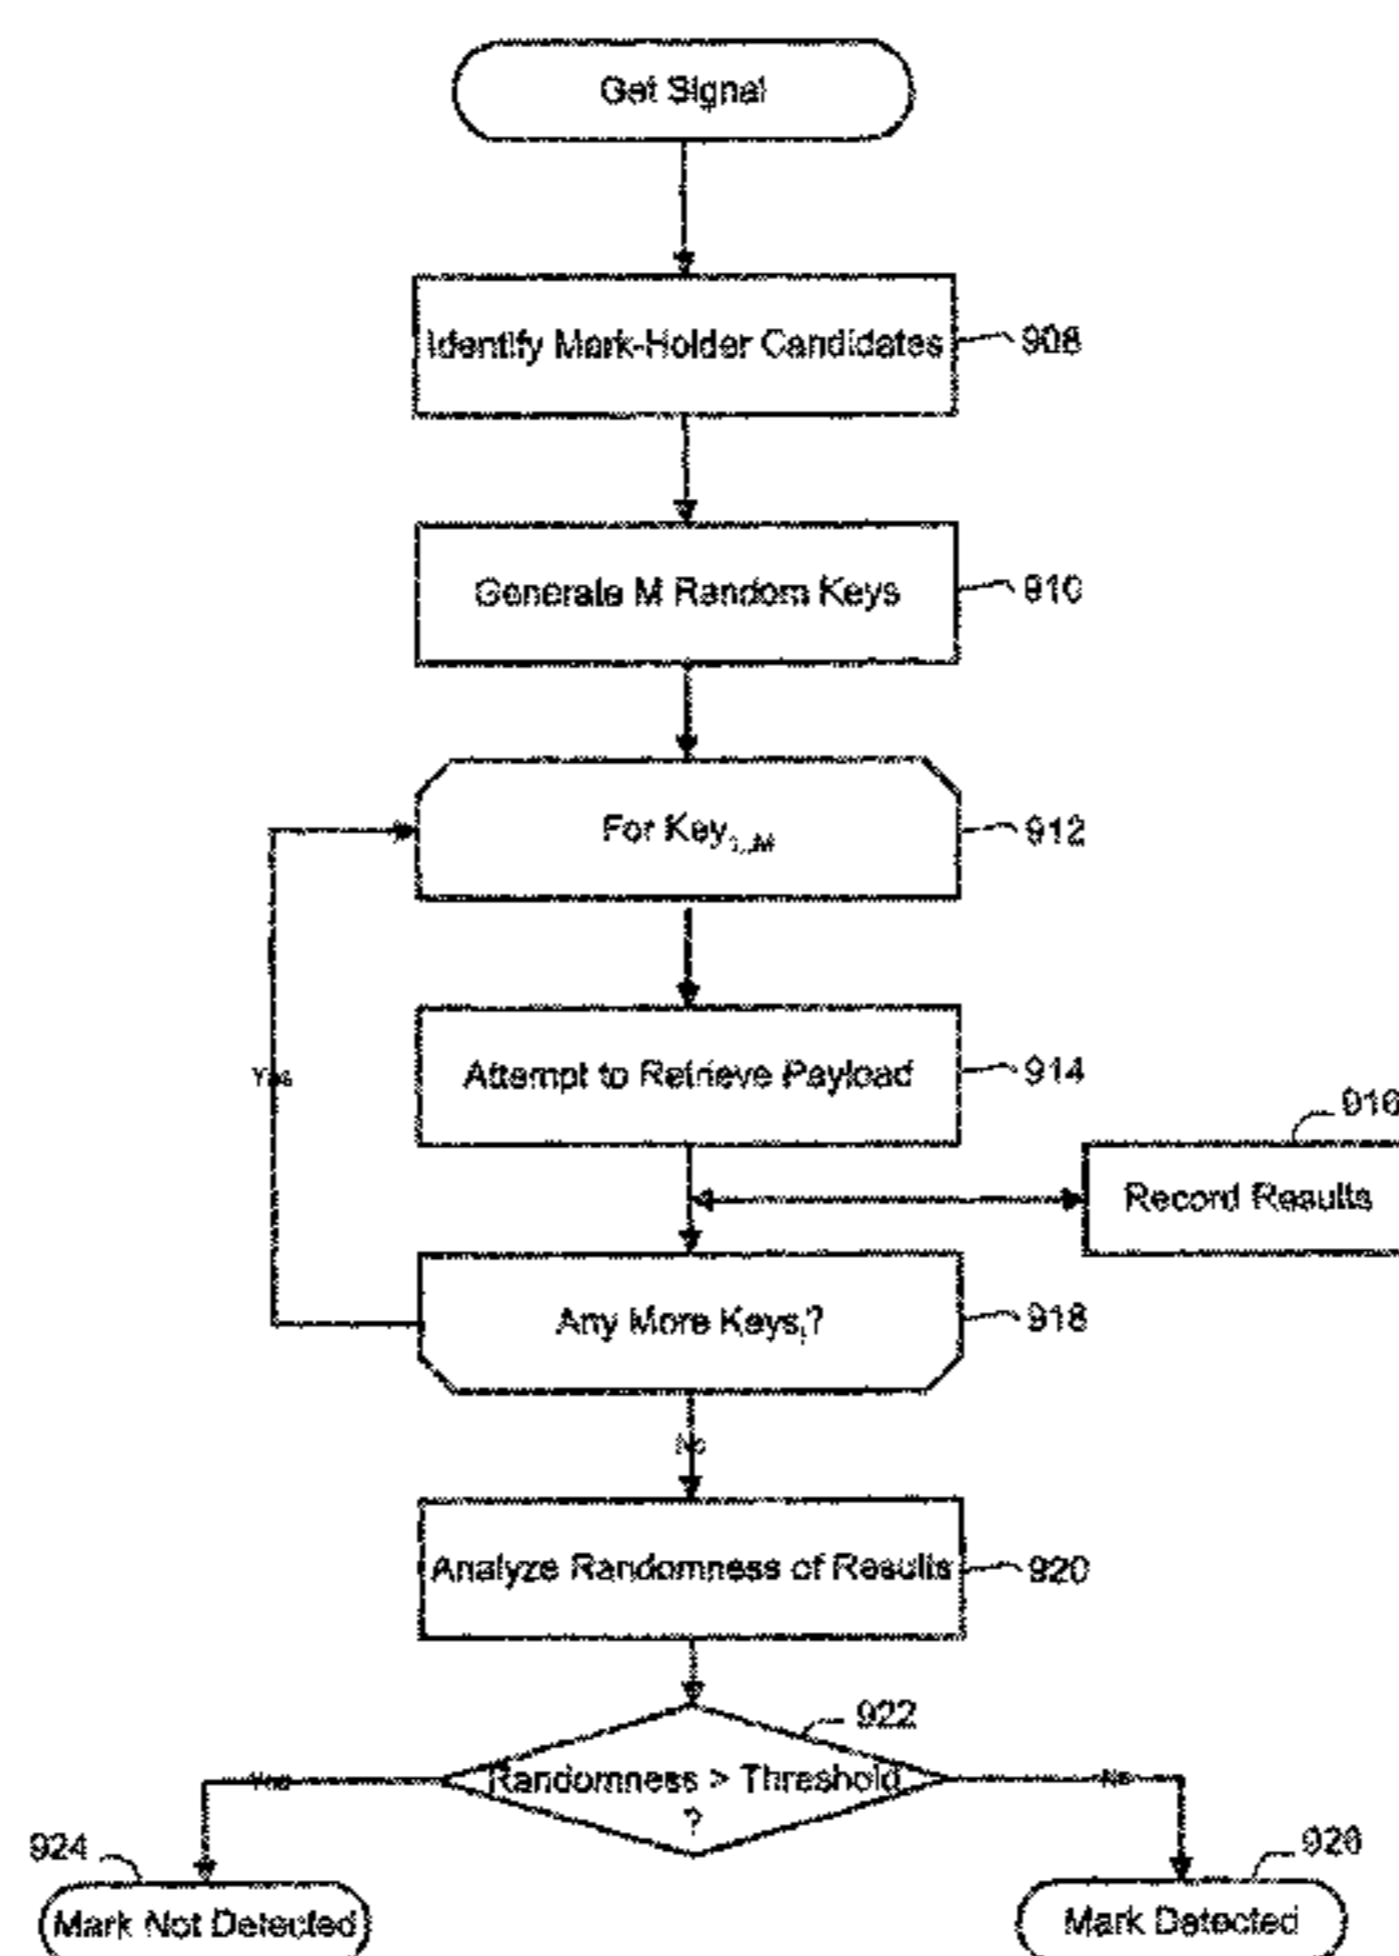 Get Signal
Identify Mark-Holder Candidates
908
Generate M Random Keys
910
For Key1..M
912
Attempt to Retrieve Payload
914
Yes
916
Record Results
Any More Keysi?
918
No
Analyze Randomness of Results
920
922
Yes
Randomness > Threshold
?
No
924
926
Mark Not Detected
Mark Detected